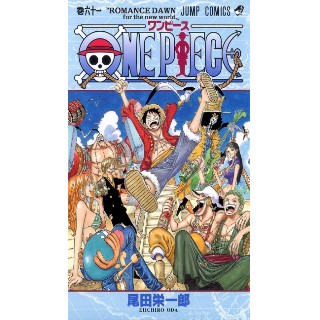 巻六十一
"ROMANCE DAWN
for the new world"
JUMP COMICS
ワンピース
ONE PIECE
尾田栄一郎
EIICHIRO ODA